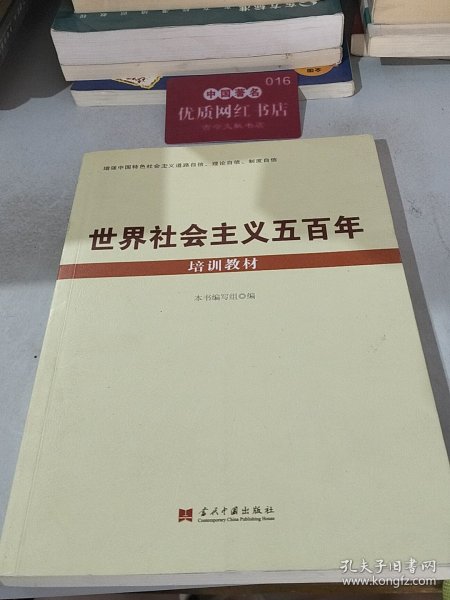 016
中国著名
优质网红书店
增强中国特色社会主义道路自信、理论自信、制度自信
世界社会主义五百年
培训教材
本书编写组◎编
当代中国出版社
Contemporary China Publishing House
孔夫子旧书网
www.kongfz.com